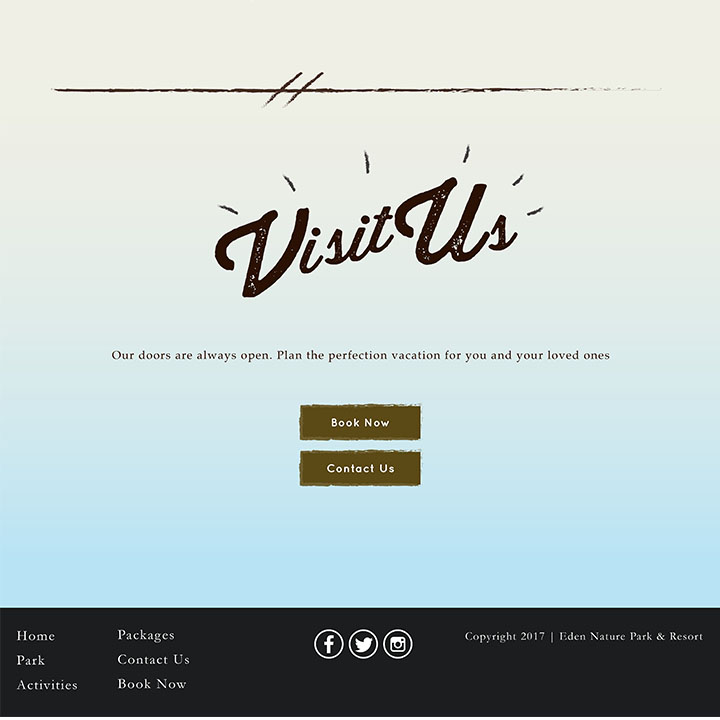 Visit Us
Our doors are always open. Plan the perfection vacation for you and your loved ones
Book Now
Contact Us
Home
Park
Activities
Packages
Contact Us
Book Now
Copyright 2017 | Eden Nature Park & Resort